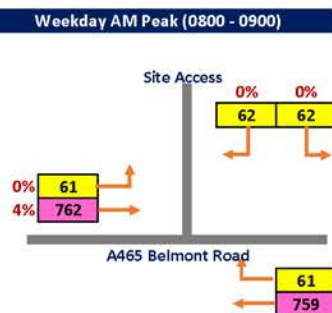 Weekday AM Peak (0800 - 0900)
Site Access
0% 0%
62 62
0% 61
4% 762
A465 Belmont Road
61
759